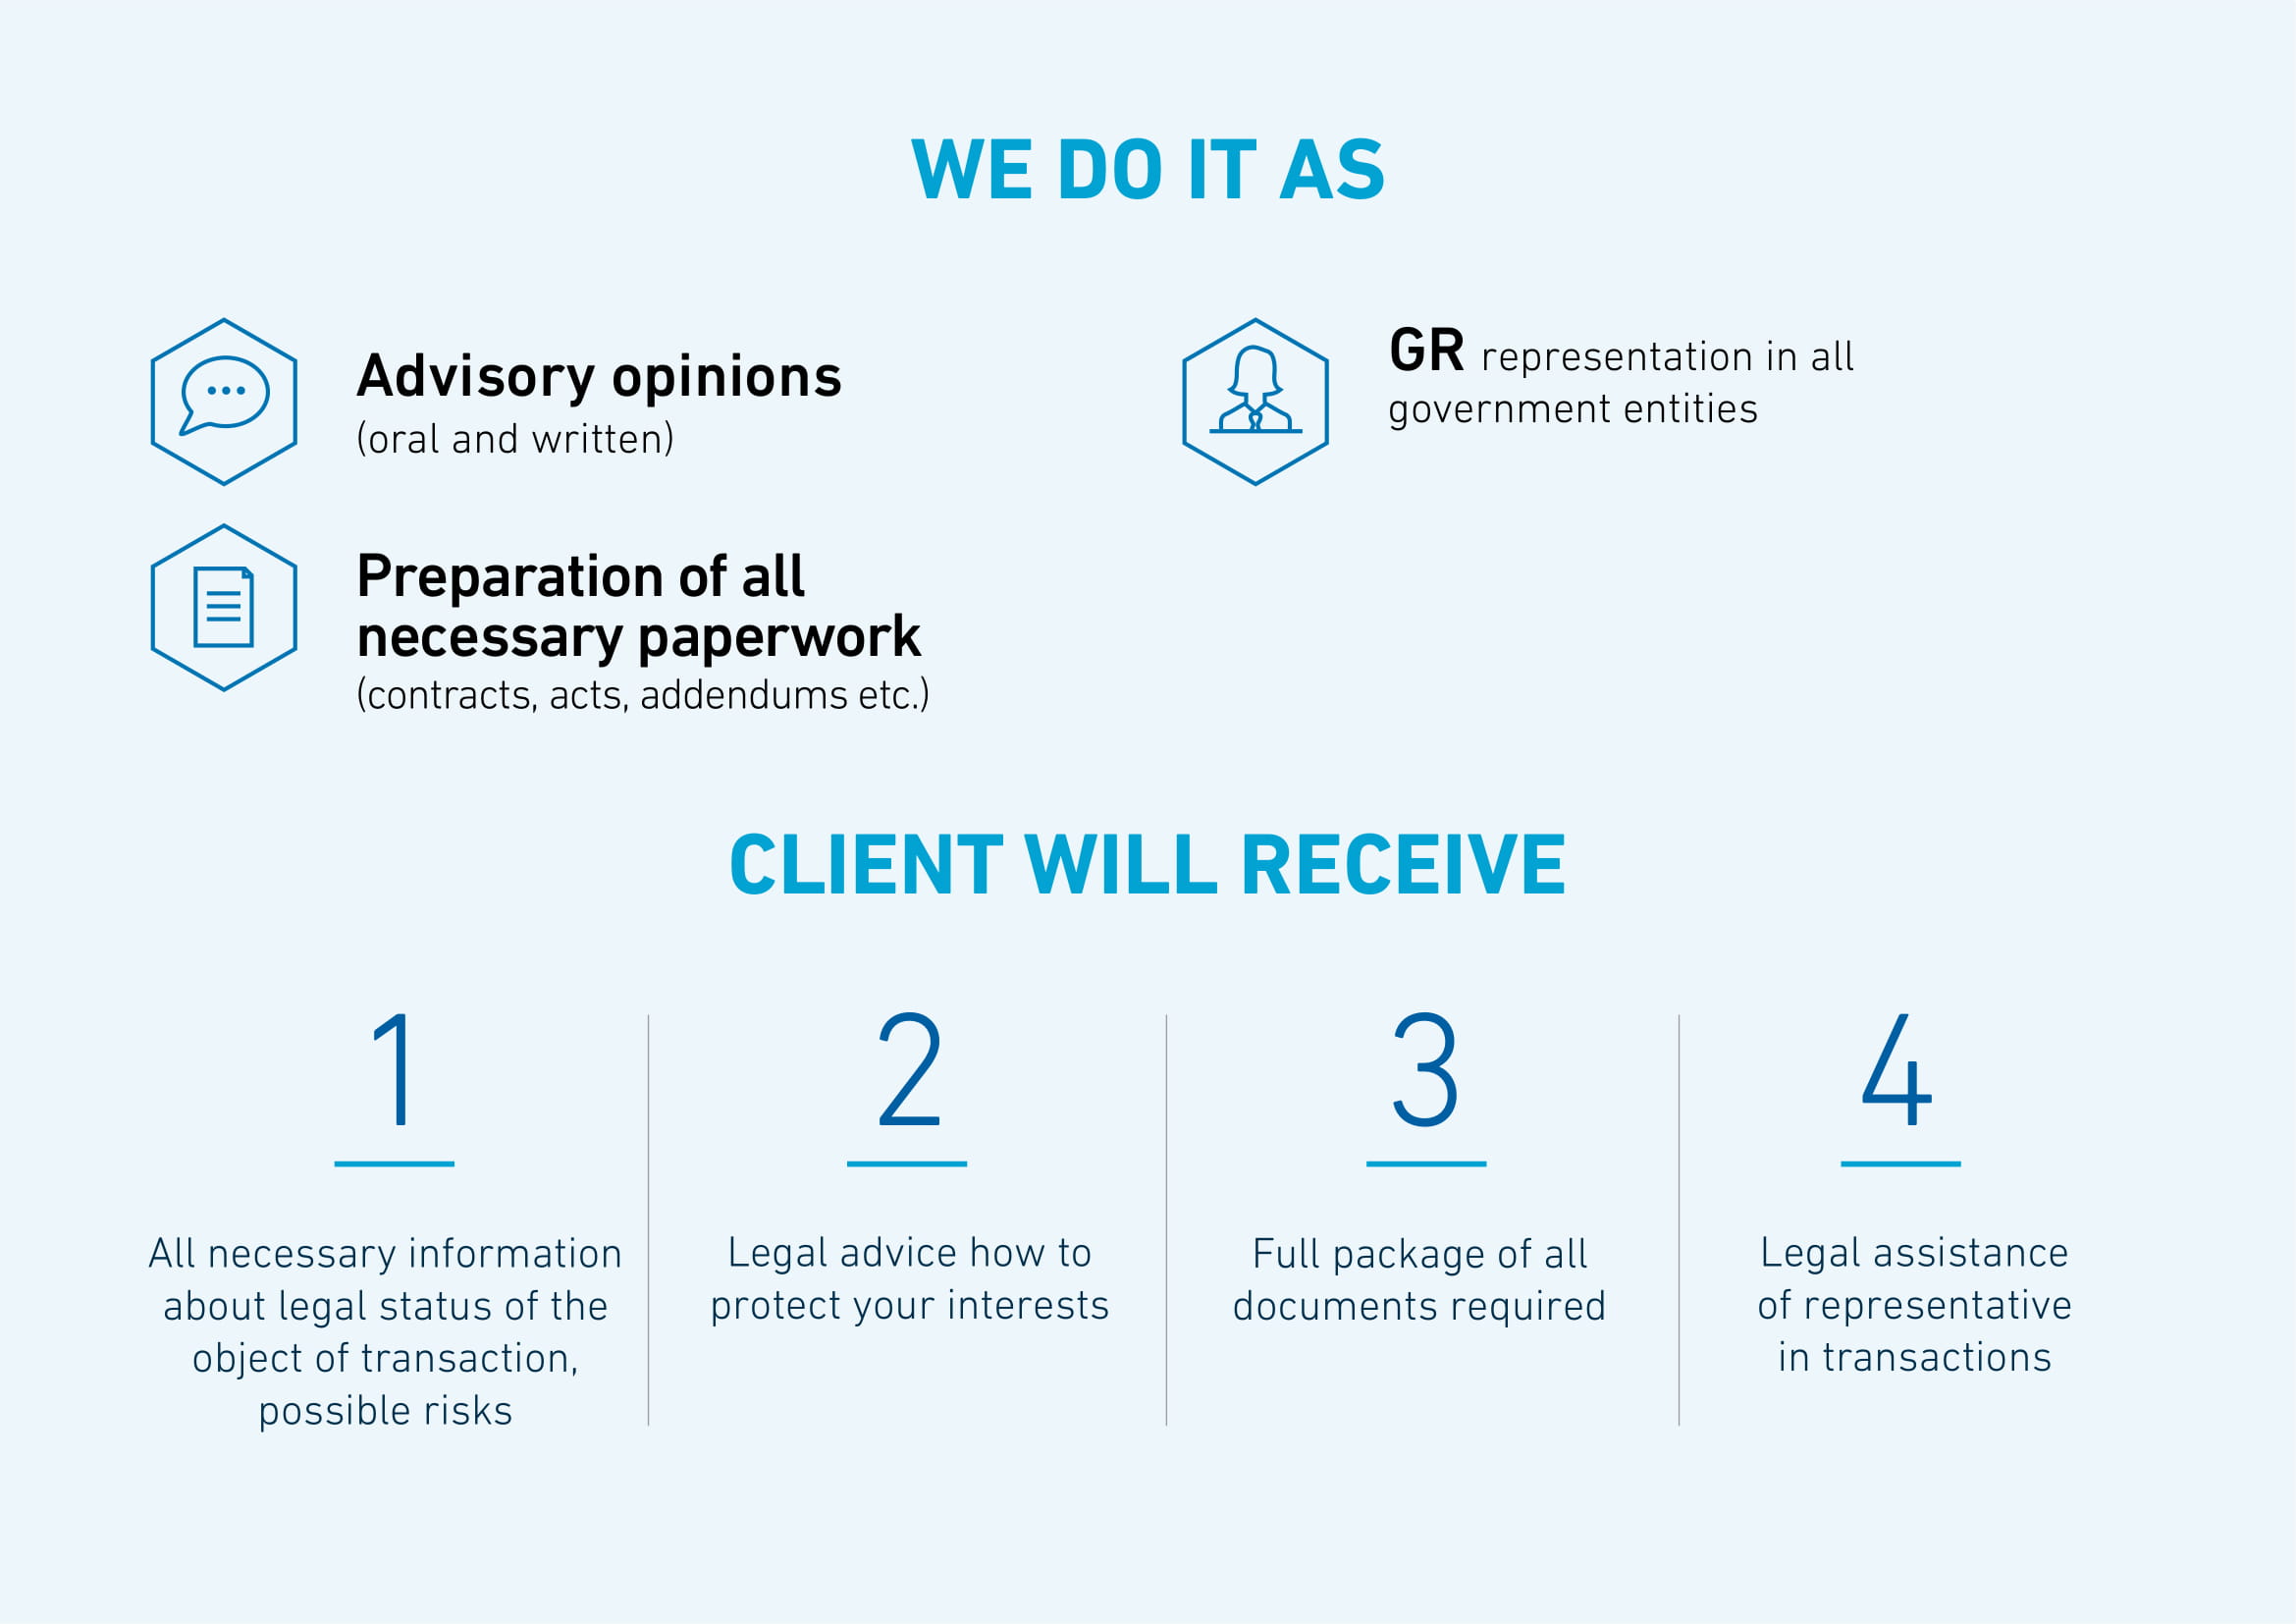 WE DO IT AS
Advisory opinions
(oral and written)
Preparation of all
necessary paperwork
(contracts, acts, addendums etc.)
GR representation in all
government entities
CLIENT WILL RECEIVE
1
All necessary information
about legal status of the
object of transaction,
possible risks
2
Legal advice how to
protect your interests
3
Full package of all
documents required
4
Legal assistance
of representative
in transactions